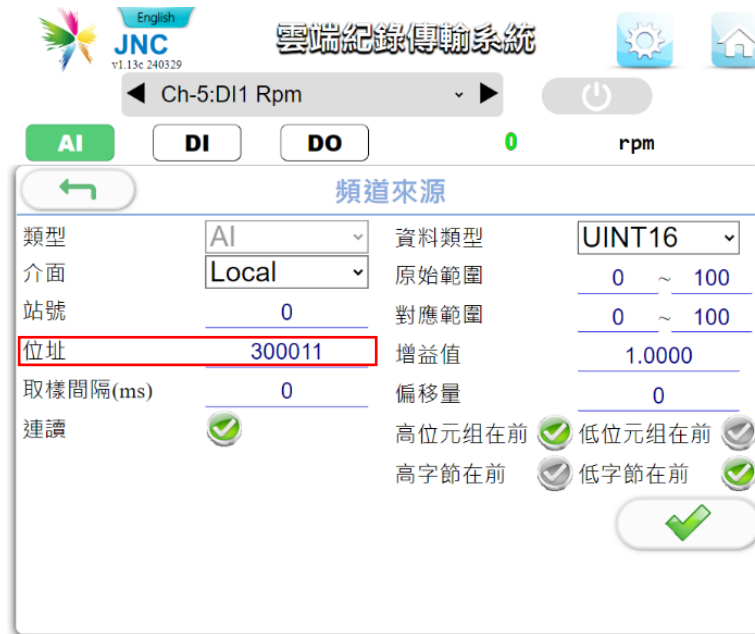 English
JNC
v1.13c 240329
雲端紀錄傳輸系統
Ch-5:DI1 Rpm
AI DI DO 0 rpm
頻道來源
類型 AI 資料類型 UINT16
介面 Local 原始範圍 0 ~ 100
站號 0 對應範圍 0 ~ 100
位址 300011 增益值 1.0000
取樣間隔(ms) 0 偏移量 0
連讀 高位元组在前 低位元组在前
高字節在前 低字節在前